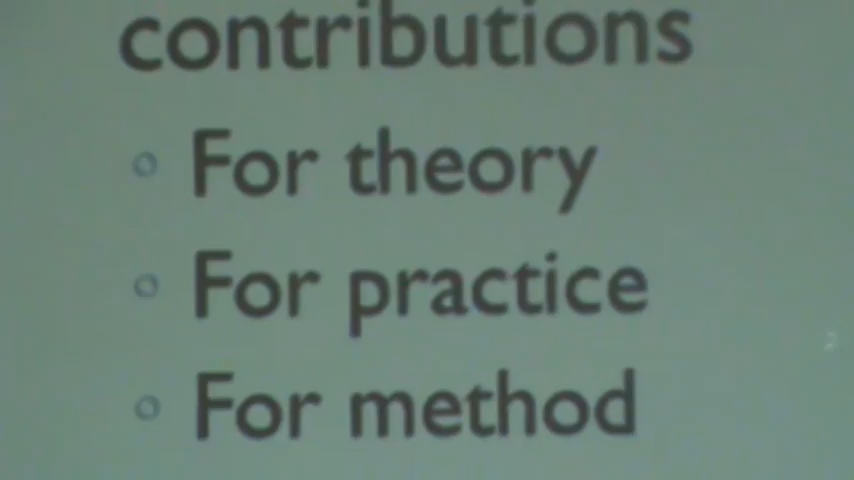 contributions
For theory
For practice
For method